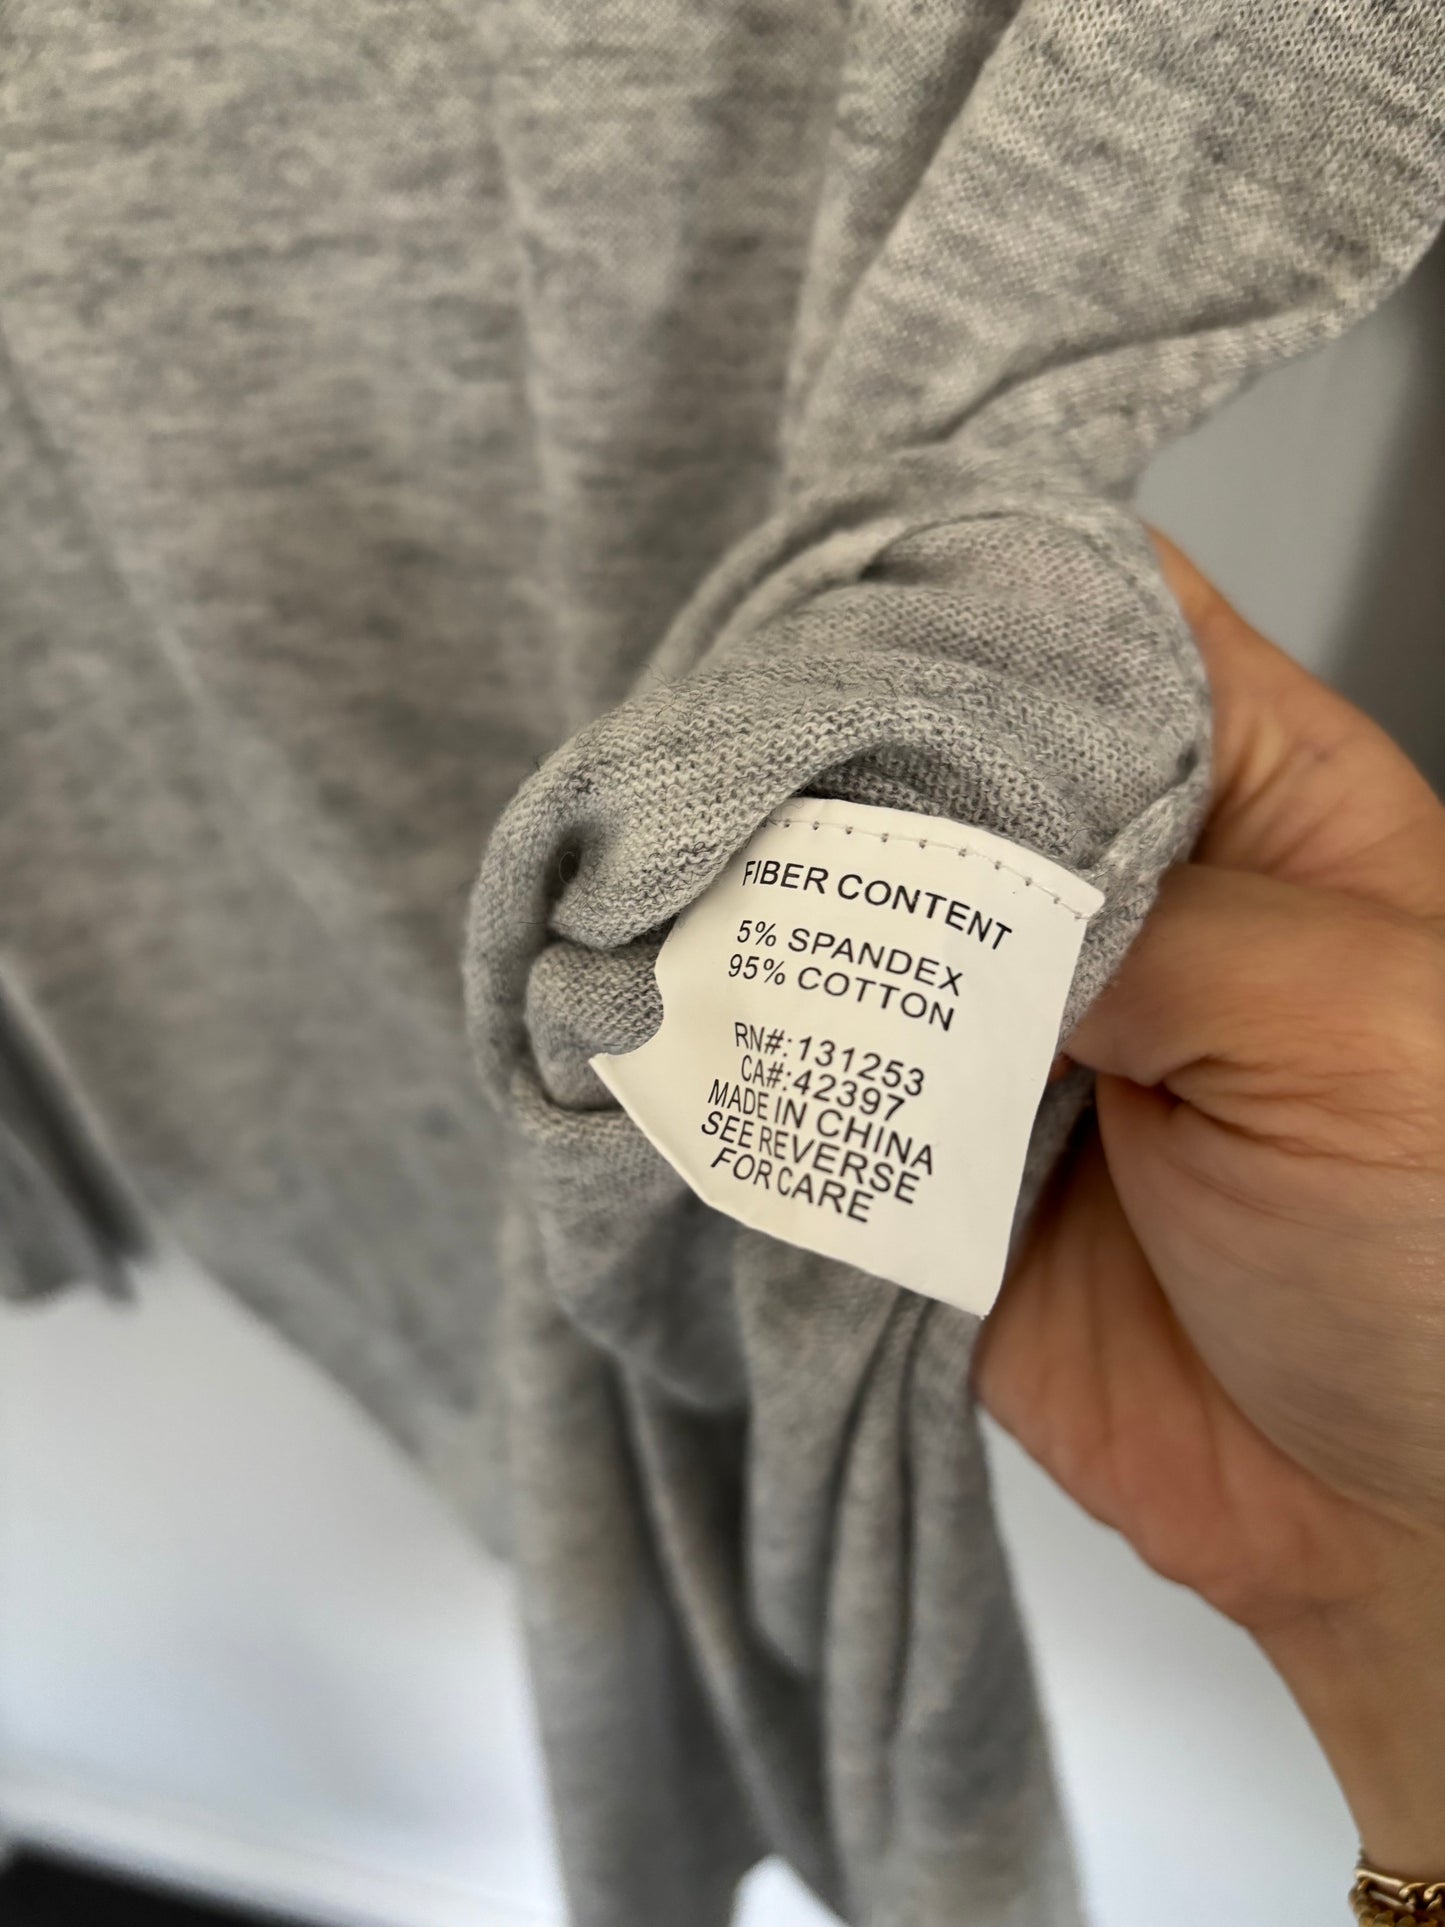 FIBER CONTENT
5% SPANDEX
95% COTTON
RN#:131253
CA#:42397
MADE IN CHINA
SEE REVERSE
FOR CARE